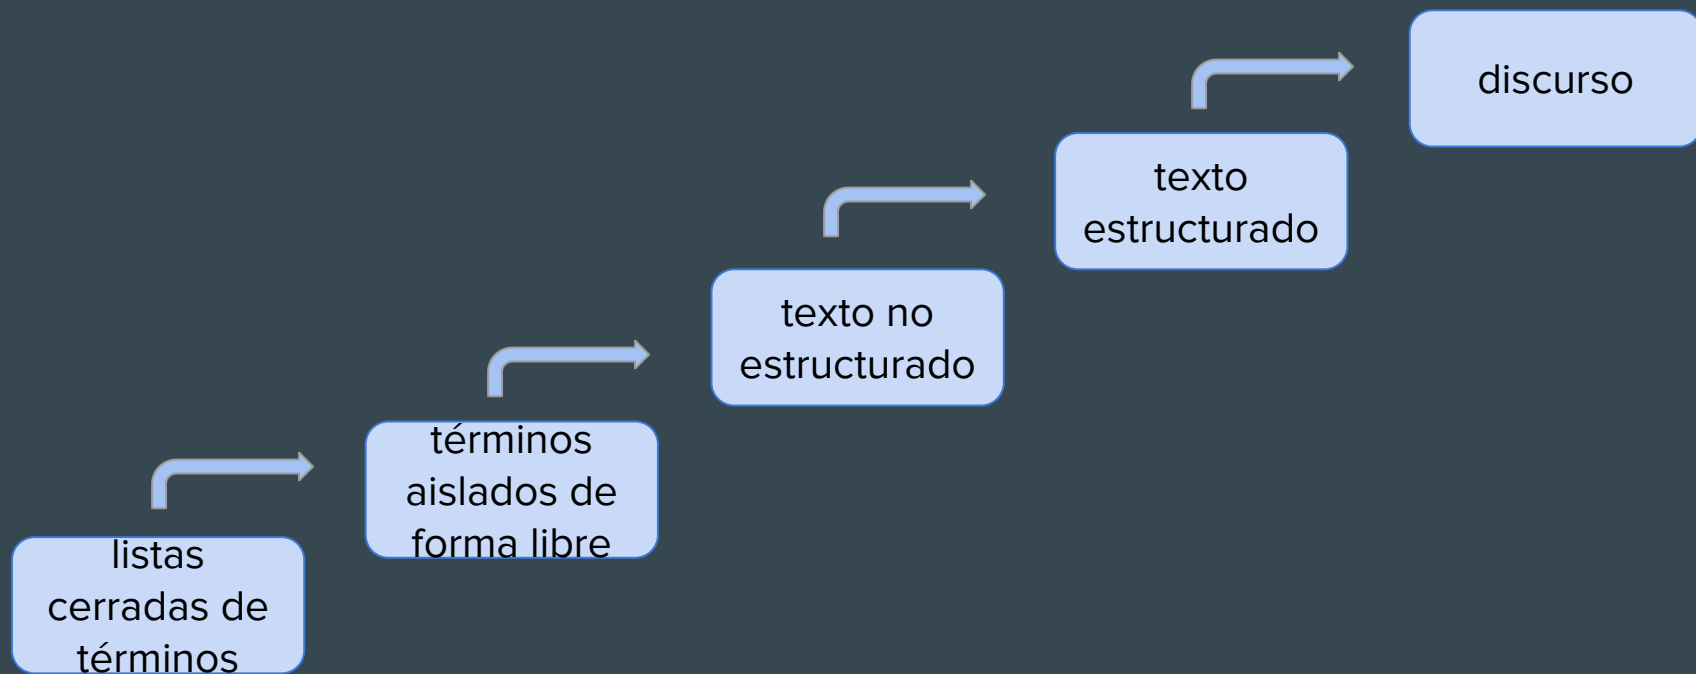 discurso
texto
estructurado
texto no
estructurado
términos
aislados de
forma libre
listas
cerradas de
términos